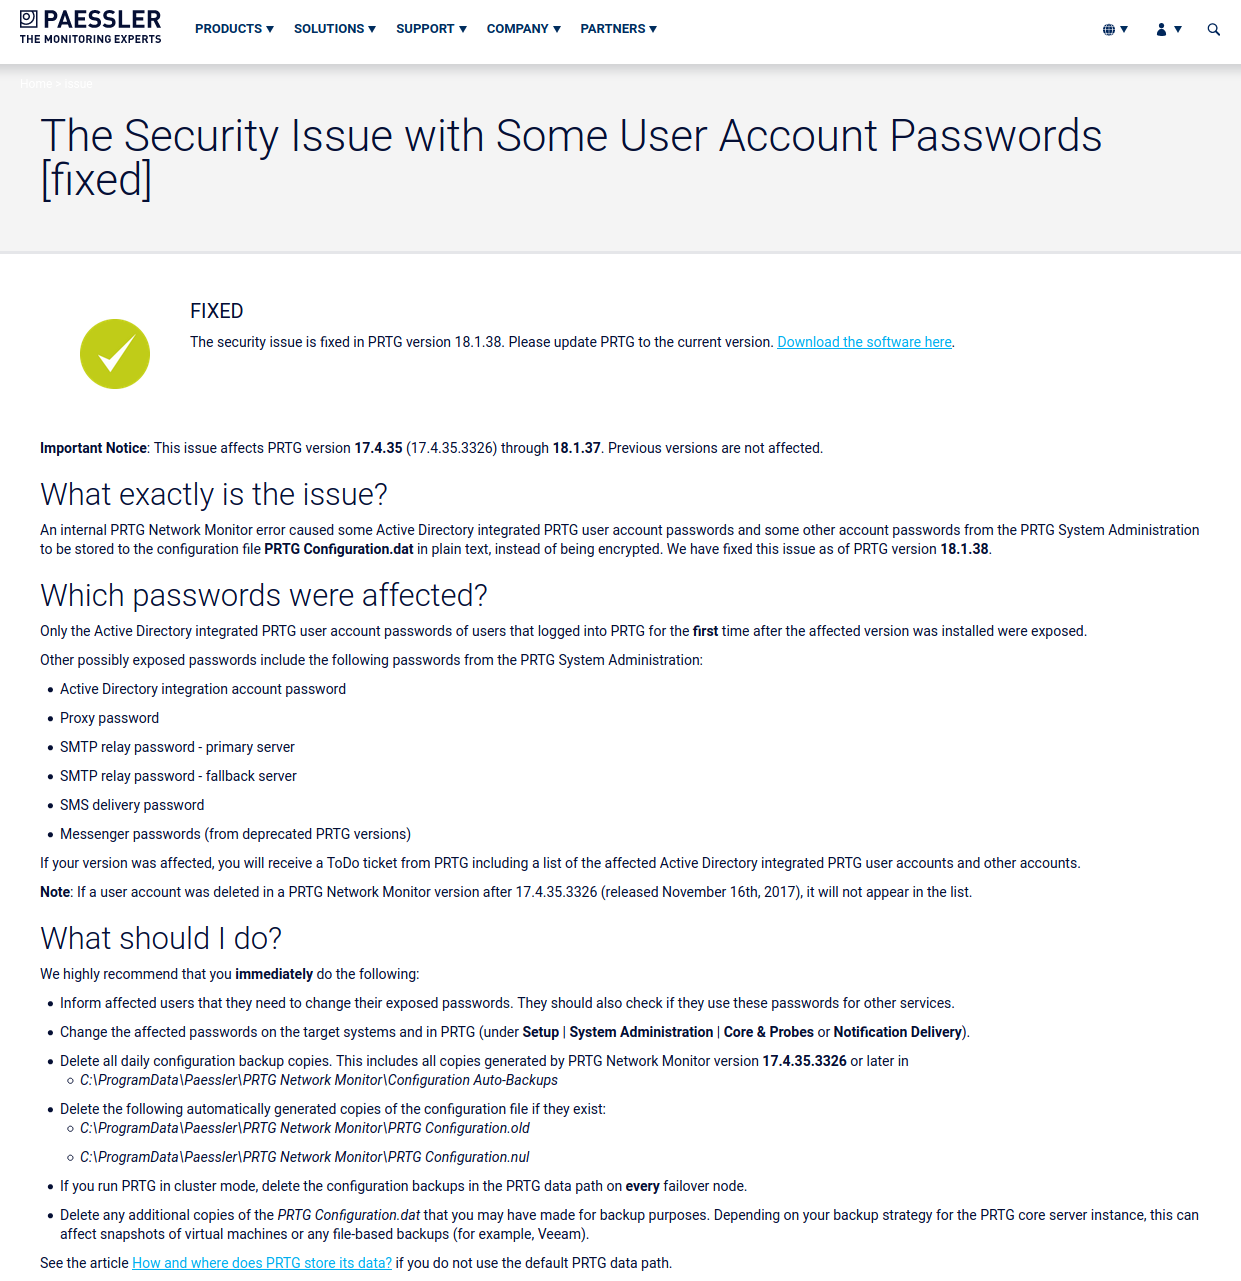 PAESSLER
THE MONITORING EXPERTS
PRODUCTS SOLUTIONS SUPPORT COMPANY PARTNERS
Home > Issue
The Security Issue with Some User Account Passwords
[fixed]
FIXED
The security issue is fixed in PRTG version 18.1.38. Please update PRTG to the current version. Download the software here.
Important Notice: This issue affects PRTG version 17.4.35 (17.4.35.3326) through 18.1.37. Previous versions are not affected.
What exactly is the issue?
An internal PRTG Network Monitor error caused some Active Directory integrated PRTG user account passwords and some other account passwords from the PRTG System Administration
to be stored to the configuration file PRTG Configuration.dat in plain text, instead of being encrypted. We have fixed this issue as of PRTG version 18.1.38.
Which passwords were affected?
Only the Active Directory integrated PRTG user account passwords of users that logged into PRTG for the first time after the affected version was installed were exposed.
Other possibly exposed passwords include the following passwords from the PRTG System Administration:
Active Directory integration account password
Proxy password
SMTP relay password - primary server
SMTP relay password - fallback server
SMS delivery password
Messenger passwords (from deprecated PRTG versions)
If your version was affected, you will receive a ToDo ticket from PRTG including a list of the affected Active Directory integrated PRTG user accounts and other accounts.
Note: If a user account was deleted in a PRTG Network Monitor version after 17.4.35.3326 (released November 16th, 2017), it will not appear in the list.
What should I do?
We highly recommend that you immediately do the following:
Inform affected users that they need to change their exposed passwords. They should also check if they use these passwords for other services.
Change the affected passwords on the target systems and in PRTG (under Setup | System Administration | Core & Probes or Notification Delivery).
Delete all daily configuration backup copies. This includes all copies generated by PRTG Network Monitor version 17.4.35.3326 or later in
C:\ProgramData\Paessler\PRTG Network Monitor\Configuration Auto-Backups
Delete the following automatically generated copies of the configuration file if they exist:
C:\ProgramData\Paessler\PRTG Network Monitor\PRTG Configuration.old
C:\ProgramData\Paessler\PRTG Network Monitor\PRTG Configuration.nul
If you run PRTG in cluster mode, delete the configuration backups in the PRTG data path on every failover node.
Delete any additional copies of the PRTG Configuration.dat that you may have made for backup purposes. Depending on your backup strategy for the PRTG core server instance, this can
affect snapshots of virtual machines or any file-based backups (for example, Veeam).
See the article How and where does PRTG store its data? if you do not use the default PRTG data path.